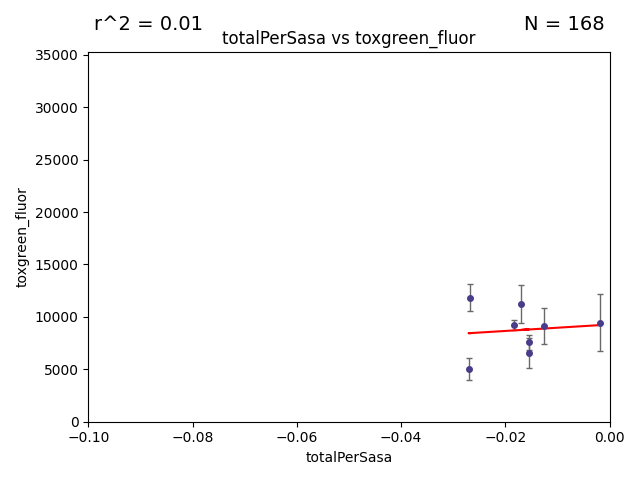 r^2 = 0.01
N = 168
totalPerSasa vs toxgreen_fluor
35000
30000
25000
20000
15000
10000
5000
0
toxgreen_fluor
−0.10
−0.08
−0.06
−0.04
−0.02
0.00
totalPerSasa